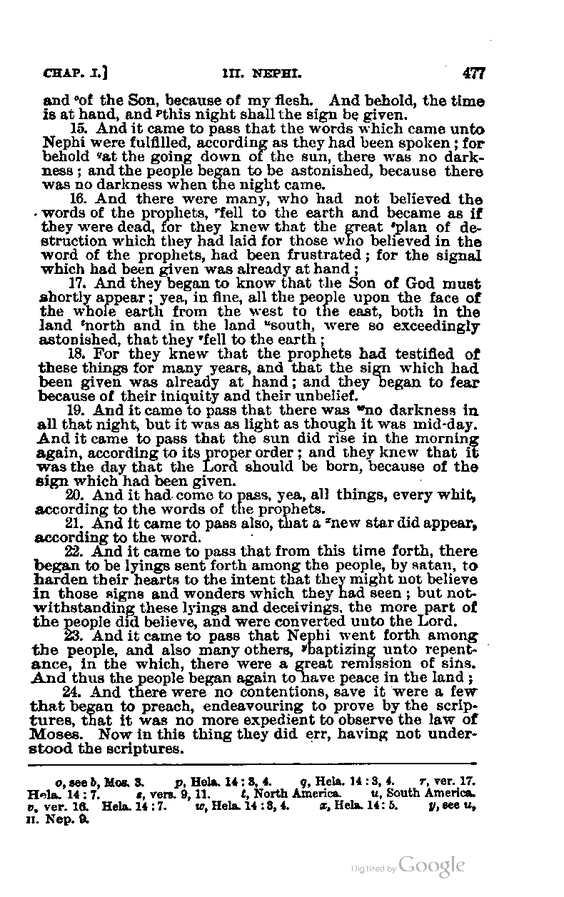 CHAP. I.] III. NEPHI. 477
and ᵒof the Son, because of my flesh. And behold, the time
is at hand, and ᵖthis night shall the sign be given.
15. And it came to pass that the words which came unto
Nephi were fulfilled, according as they had been spoken; for
behold ᑫat the going down of the sun, there was no dark-
ness; and the people began to be astonished, because there
was no darkness when the night came.
16. And there were many, who had not believed the
words of the prophets, ʳfell to the earth and became as if
they were dead, for they knew that the great ˢplan of de-
struction which they had laid for those who believed in the
word of the prophets, had been frustrated; for the signal
which had been given was already at hand;
17. And they began to know that the Son of God must
shortly appear; yea, in fine, all the people upon the face of
the whole earth from the west to the east, both in the
land ᵗnorth and in the land ᵘsouth, were so exceedingly
astonished, that they ᵛfell to the earth;
18. For they knew that the prophets had testified of
these things for many years, and that the sign which had
been given was already at hand; and they began to fear
because of their iniquity and their unbelief.
19. And it came to pass that there was ʷno darkness in
all that night, but it was as light as though it was mid-day.
And it came to pass that the sun did rise in the morning
again, according to its proper order; and they knew that it
was the day that the Lord should be born, because of the
sign which had been given.
20. And it had come to pass, yea, all things, every whit,
according to the words of the prophets.
21. And it came to pass also, that a ˣnew star did appear,
according to the word.
22. And it came to pass that from this time forth, there
began to be lyings sent forth among the people, by satan, to
harden their hearts to the intent that they might not believe
in those signs and wonders which they had seen; but not-
withstanding these lyings and deceivings, the more part of
the people did believe, and were converted unto the Lord.
23. And it came to pass that Nephi went forth among
the people, and also many others, ʸbaptizing unto repent-
ance, in the which, there were a great remission of sins.
And thus the people began again to have peace in the land;
24. And there were no contentions, save it were a few
that began to preach, endeavouring to prove by the scrip-
tures, that it was no more expedient to observe the law of
Moses. Now in this thing they did err, having not under-
stood the scriptures.
o, see b, Mos. 3. p, Hela. 14:3, 4. q, Hela. 14:3, 4. r, ver. 17.
Hela. 14:7. s, vers. 9, 11. t, North America. u, South America.
v, ver. 16. Hela. 14:7. w, Hela. 14:3, 4. x, Hela. 14:5. y, see u,
II. Nep. 9.
Digitized by Google